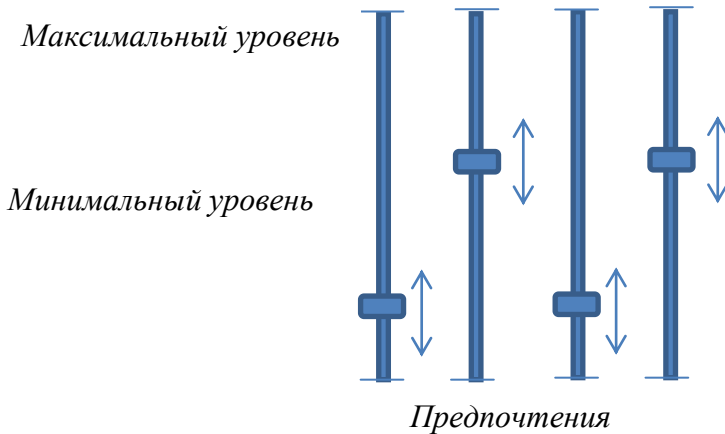 Максимальный уровень
Минимальный уровень
Предпочтения